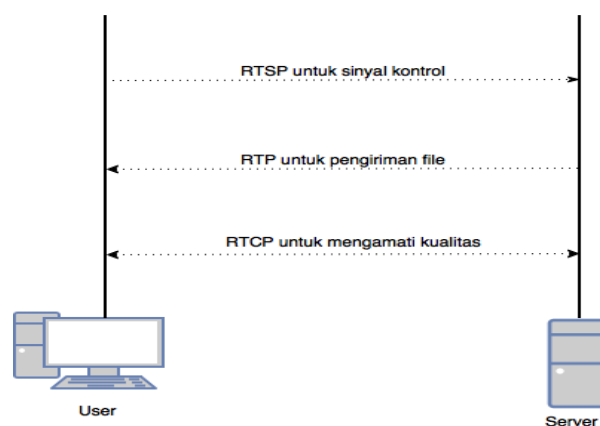 RTSP untuk sinyal kontrol
RTP untuk pengiriman file
RTCP untuk mengamati kualitas
User
Server